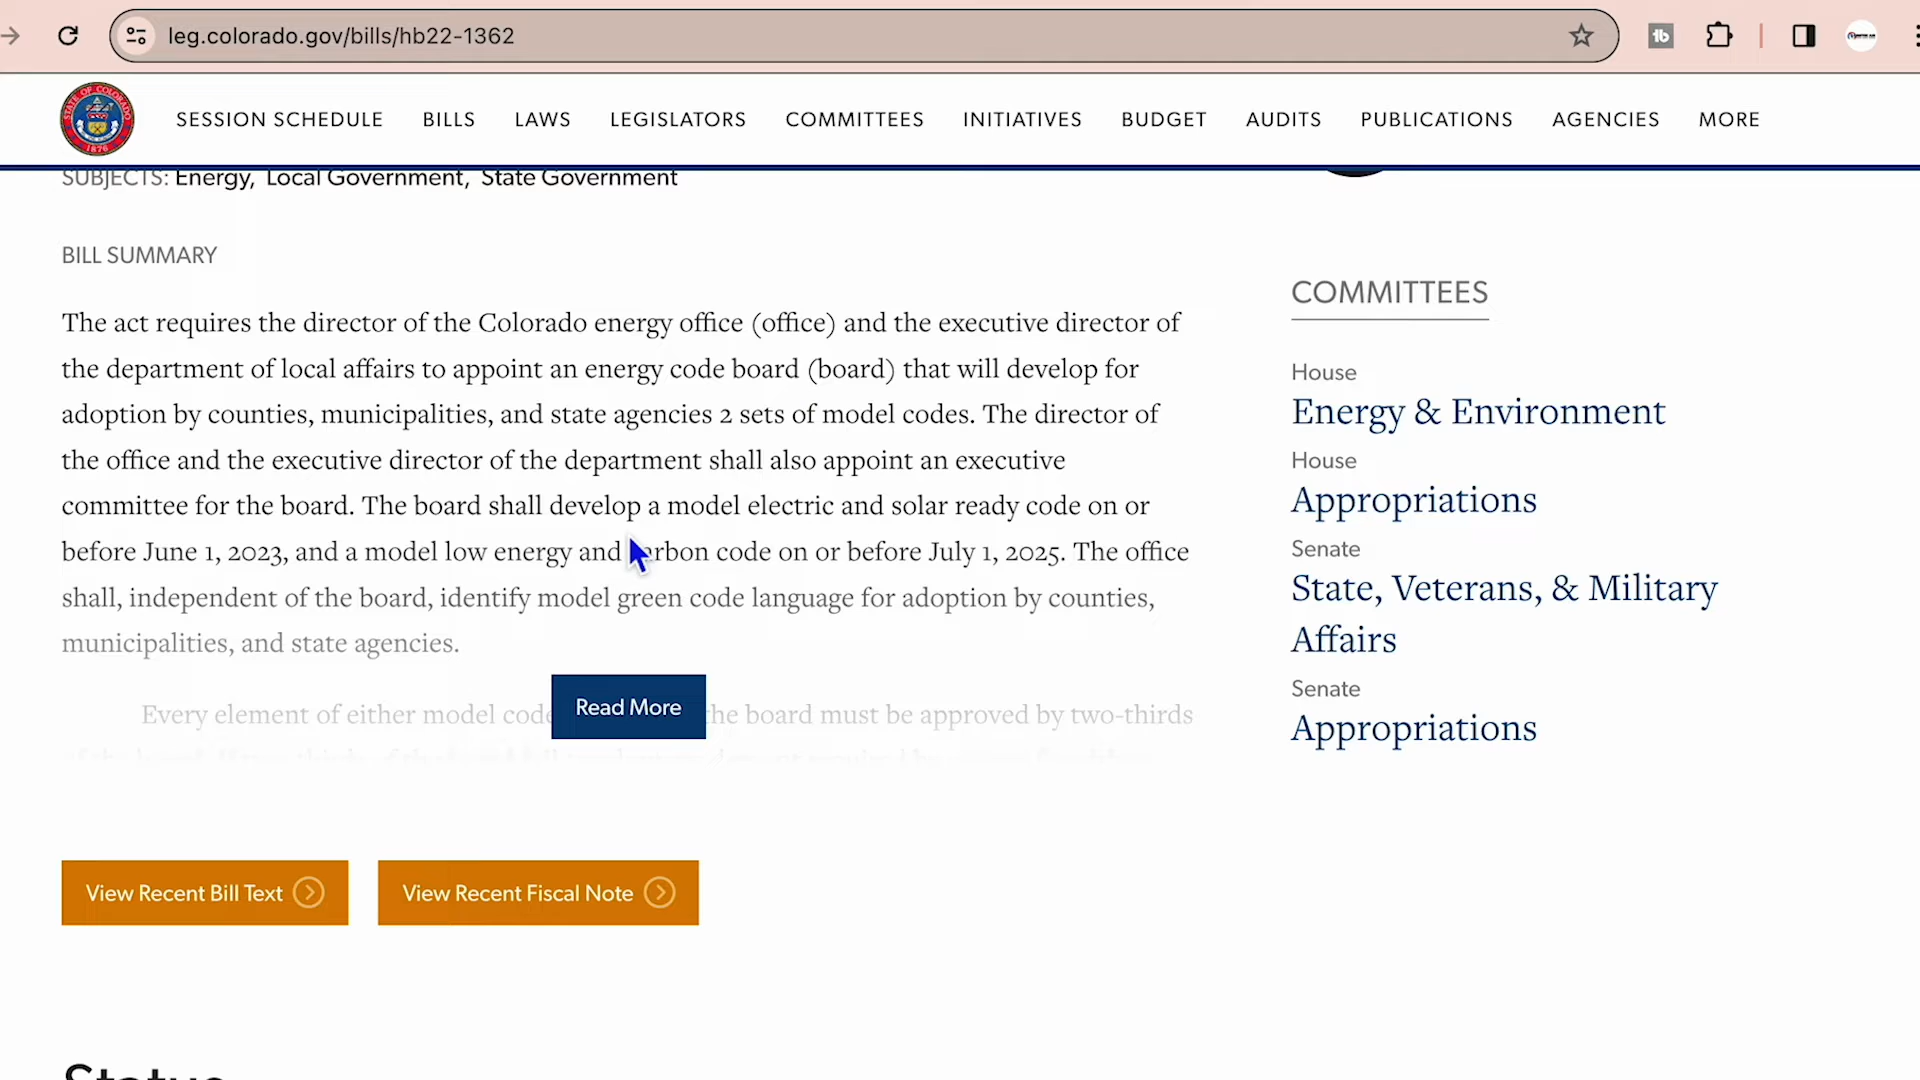 leg.colorado.gov/bills/hb22-1362
SESSION SCHEDULE BILLS LAWS LEGISLATORS COMMITTEES INITIATIVES BUDGET AUDITS PUBLICATIONS AGENCIES MORE
STATE OF COLORADO
1876
SUBJECTS: Energy, Local Government, State Government
BILL SUMMARY
The act requires the director of the Colorado energy office (office) and the executive director of
the department of local affairs to appoint an energy code board (board) that will develop for
adoption by counties, municipalities, and state agencies 2 sets of model codes. The director of
the office and the executive director of the department shall also appoint an executive
committee for the board. The board shall develop a model electric and solar ready code on or
before June 1, 2023, and a model low energy and carbon code on or before July 1, 2025. The office
shall, independent of the board, identify model green code language for adoption by counties,
municipalities, and state agencies.
Every element of either model code the board must be approved by two-thirds
Read More
View Recent Bill Text
View Recent Fiscal Note
Status
COMMITTEES
House
Energy & Environment
House
Appropriations
Senate
State, Veterans, & Military
Affairs
Senate
Appropriations